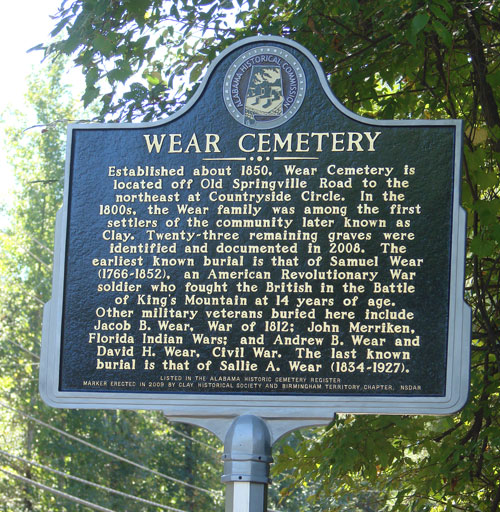 ALABAMA HISTORICAL COMMISSION
WEAR CEMETERY
Established about 1850, Wear Cemetery is
located off Old Springville Road to the
northeast at Countryside Circle. In the
1800s, the Wear family was among the first
settlers of the community later known as
Clay. Twenty-three remaining graves were
identified and documented in 2008. The
earliest known burial is that of Samuel Wear
(1766-1852), an American Revolutionary War
soldier who fought the British in the Battle
of King's Mountain at 14 years of age.
Other military veterans buried here include
Jacob B. Wear, War of 1812; John Merriken,
Florida Indian Wars; and Andrew B. Wear and
David H. Wear, Civil War. The last known
burial is that of Sallie A. Wear (1834-1927).
LISTED IN THE ALABAMA HISTORIC CEMETERY REGISTER
MARKER ERECTED IN 2009 BY CLAY HISTORICAL SOCIETY AND BIRMINGHAM TERRITORY CHAPTER, NSDAR